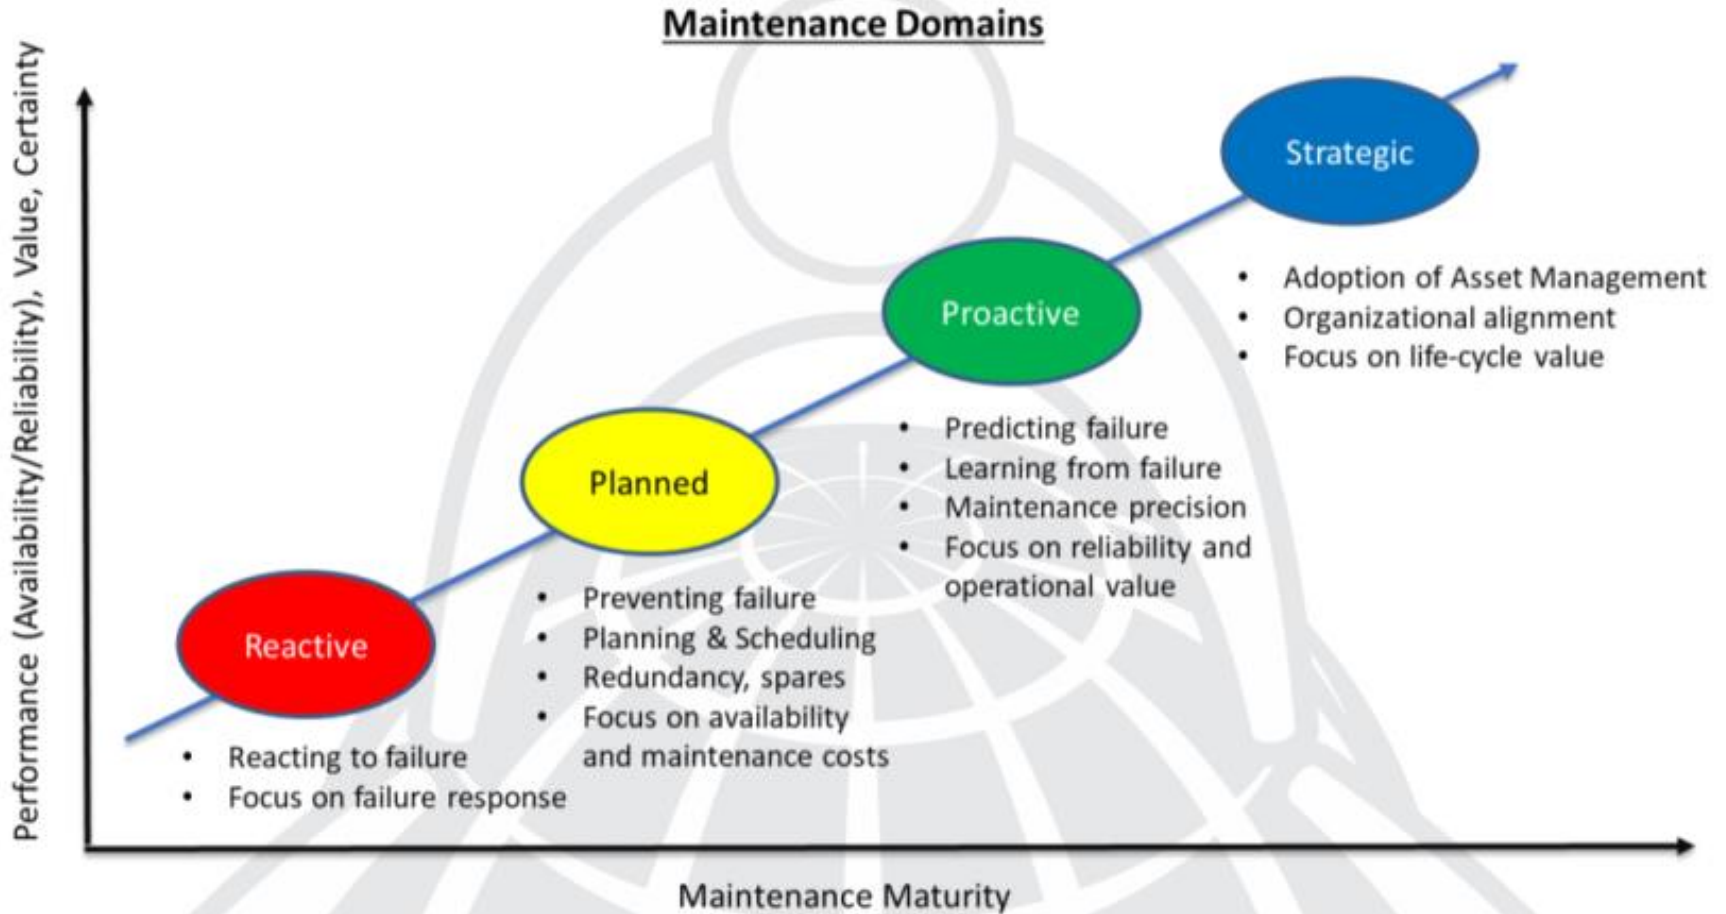 Maintenance Domains
Performance (Availability/Reliability), Value, Certainty
Strategic
• Adoption of Asset Management
• Organizational alignment
• Focus on life-cycle value
Proactive
• Predicting failure
• Learning from failure
• Maintenance precision
• Focus on reliability and
operational value
Planned
• Preventing failure
• Planning & Scheduling
• Redundancy, spares
• Focus on availability
and maintenance costs
Reactive
• Reacting to failure
• Focus on failure response
Maintenance Maturity